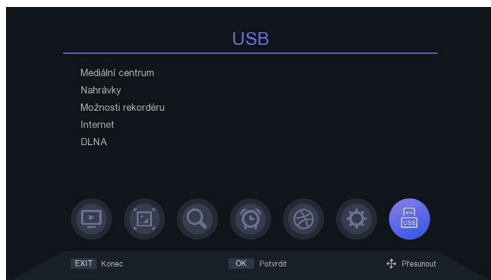 USB
Mediální centrum
Nahrávky
Možnosti rekordéru
Internet
DLNA
USB
EXIT Konec OK Potvrdit Přesunout